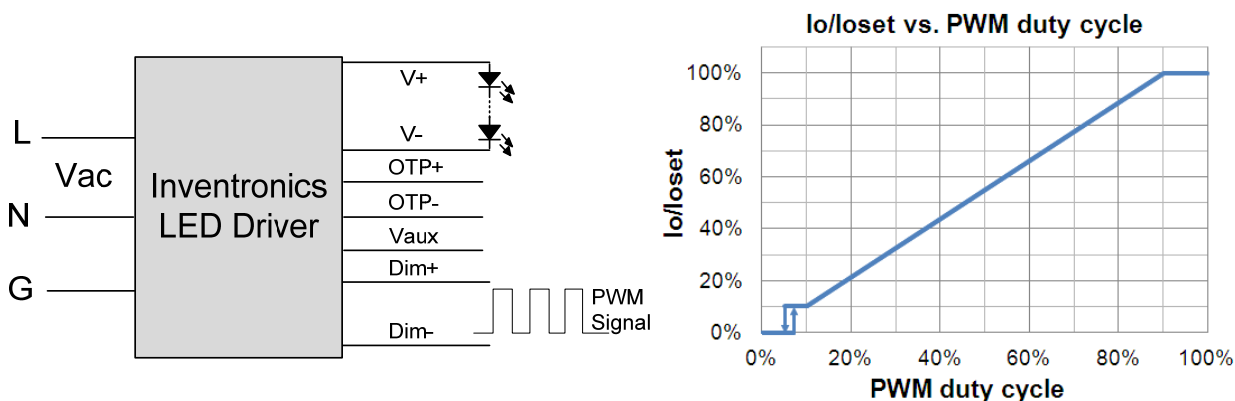 L
Vac
N
G
Inventronics
LED Driver
V+
V-
OTP+
OTP-
Vaux
Dim+
Dim-
PWM
Signal
Io/Ioset vs. PWM duty cycle
Io/Ioset
100%
80%
60%
40%
20%
0%
0% 20% 40% 60% 80% 100%
PWM duty cycle